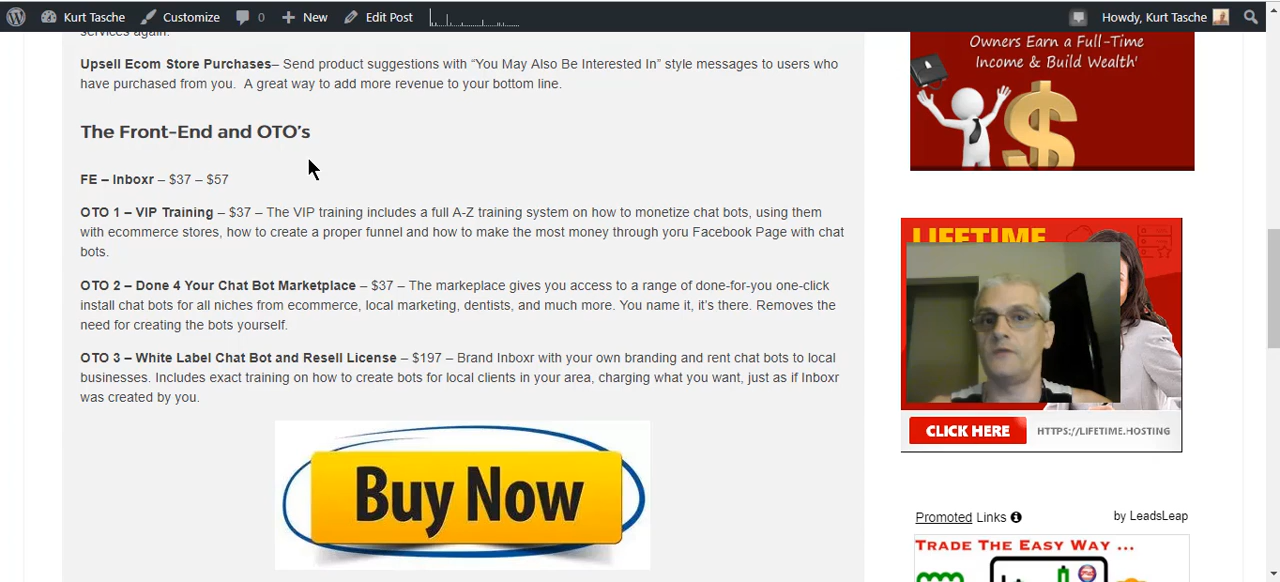 Kurt Tasche Customize 0 New Edit Post Howdy, Kurt Tasche
services again.
Upsell Ecom Store Purchases– Send product suggestions with “You May Also Be Interested In” style messages to users who
have purchased from you. A great way to add more revenue to your bottom line.
The Front-End and OTO’s
FE – Inboxr – $37 – $57
OTO 1 – VIP Training – $37 – The VIP training includes a full A-Z training system on how to monetize chat bots, using them
with ecommerce stores, how to create a proper funnel and how to make the most money through yoru Facebook Page with chat
bots.
OTO 2 – Done 4 Your Chat Bot Marketplace – $37 – The markeplace gives you access to a range of done-for-you one-click
install chat bots for all niches from ecommerce, local marketing, dentists, and much more. You name it, it’s there. Removes the
need for creating the bots yourself.
OTO 3 – White Label Chat Bot and Resell License – $197 – Brand Inboxr with your own branding and rent chat bots to local
businesses. Includes exact training on how to create bots for local clients in your area, charging what you want, just as if Inboxr
was created by you.
Buy Now
Owners Earn a Full-Time
Income & Build Wealth'
LIFETIME
CLICK HERE HTTPS://LIFETIME.HOSTING
Promoted Links by LeadsLeap
TRADE THE EASY WAY ...